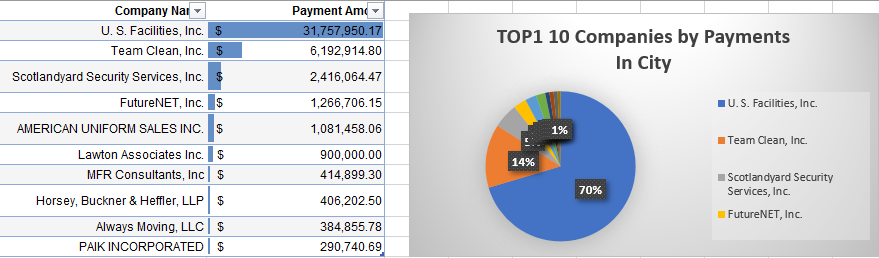 Company Nar Payment Amo
U. S. Facilities, Inc. $ 31,757,950.17
Team Clean, Inc. $ 6,192,914.80
Scotlandyard Security Services, Inc. $ 2,416,064.47
FutureNET, Inc. $ 1,266,706.15
AMERICAN UNIFORM SALES INC. $ 1,081,458.06
Lawton Associates Inc. $ 900,000.00
MFR Consultants, Inc $ 414,899.30
Horsey, Buckner & Heffler, LLP $ 406,202.50
Always Moving, LLC $ 384,855.78
PAIK INCORPORATED $ 290,740.69
TOP1 10 Companies by Payments
In City
1%
14%
70%
U. S. Facilities, Inc.
Team Clean, Inc.
Scotlandyard Security
Services, Inc.
FutureNET, Inc.